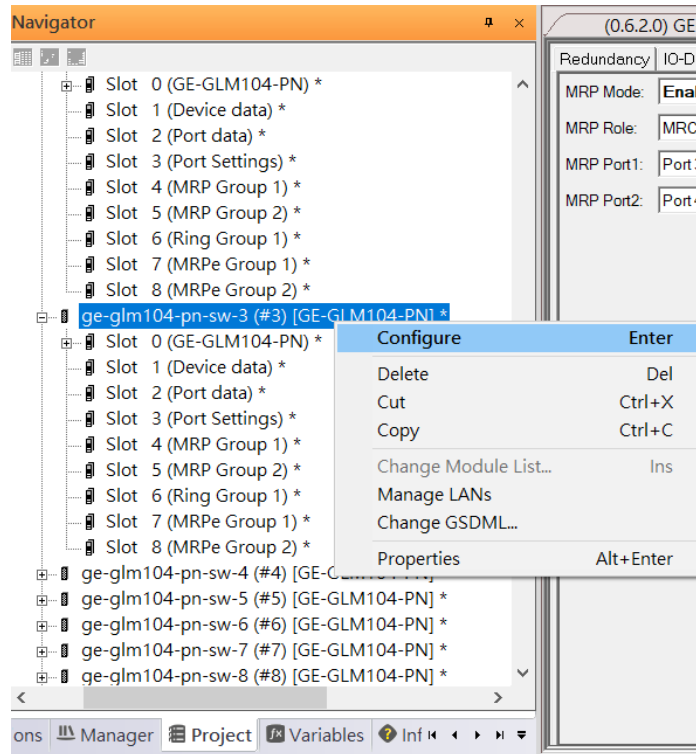 Navigator
(0.6.2.0) GE
Redundancy IO-D
MRP Mode: Enal
MRP Role: MRC
MRP Port1: Port 3
MRP Port2: Port 4
Slot 0 (GE-GLM104-PN) *
Slot 1 (Device data) *
Slot 2 (Port data) *
Slot 3 (Port Settings) *
Slot 4 (MRP Group 1) *
Slot 5 (MRP Group 2) *
Slot 6 (Ring Group 1) *
Slot 7 (MRPe Group 1) *
Slot 8 (MRPe Group 2) *
ge-glm104-pn-sw-3 (#3) [GE-GLM104-PN] *
Slot 0 (GE-GLM104-PN) *
Slot 1 (Device data) *
Slot 2 (Port data) *
Slot 3 (Port Settings) *
Slot 4 (MRP Group 1) *
Slot 5 (MRP Group 2) *
Slot 6 (Ring Group 1) *
Slot 7 (MRPe Group 1) *
Slot 8 (MRPe Group 2) *
Configure Enter
Delete Del
Cut Ctrl+X
Copy Ctrl+C
Change Module List... Ins
Manage LANs
Change GSDML...
Properties Alt+Enter
ge-glm104-pn-sw-4 (#4) [GE-GLM104-PN] *
ge-glm104-pn-sw-5 (#5) [GE-GLM104-PN] *
ge-glm104-pn-sw-6 (#6) [GE-GLM104-PN] *
ge-glm104-pn-sw-7 (#7) [GE-GLM104-PN] *
ge-glm104-pn-sw-8 (#8) [GE-GLM104-PN] *
ons Manager Project Variables Inf